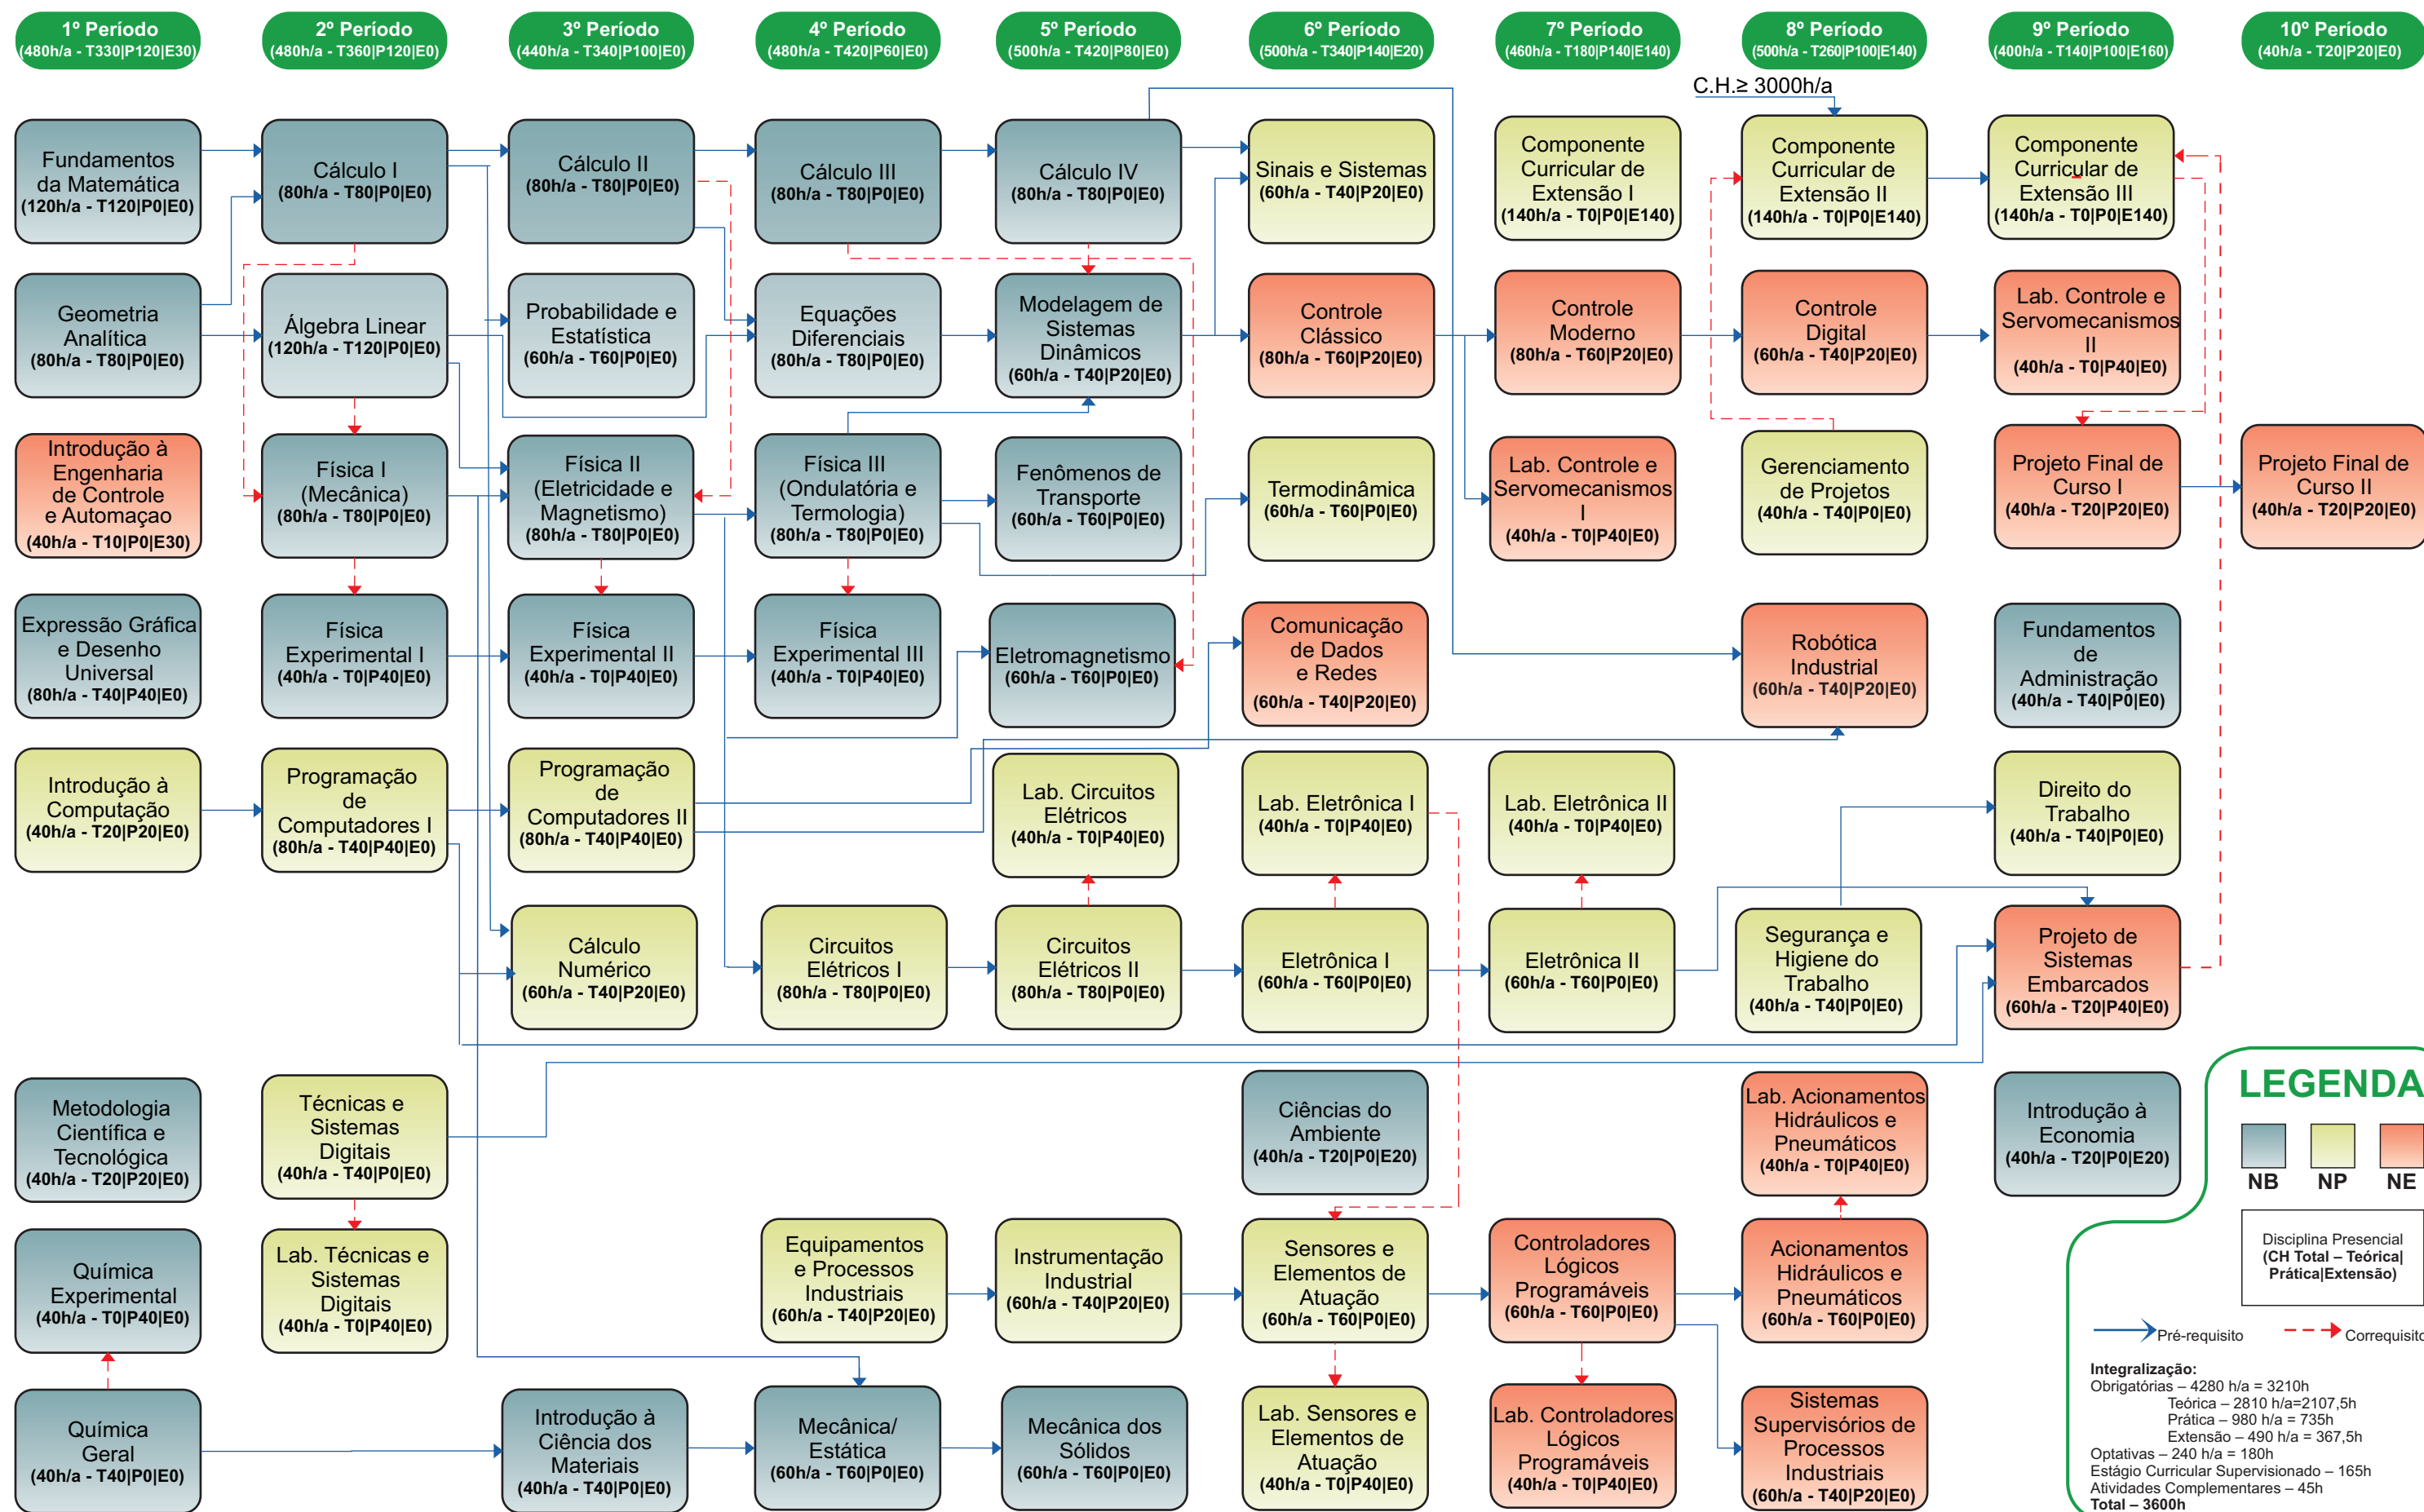 1º Período
(480h/a - T330|P120|E30)
2º Período
(480h/a - T360|P120|E0)
3º Período
(440h/a - T340|P100|E0)
4º Período
(480h/a - T420|P60|E0)
5º Período
(500h/a - T420|P80|E0)
6º Período
(500h/a - T340|P140|E20)
7º Período
(460h/a - T180|P140|E140)
8º Período
(500h/a - T260|P100|E140)
9º Período
(400h/a - T140|P100|E160)
10º Período
(40h/a - T20|P20|E0)
C.H.≥ 3000h/a
Fundamentos
da Matemática
(120h/a - T120|P0|E0)
Cálculo I
(80h/a - T80|P0|E0)
Cálculo II
(80h/a - T80|P0|E0)
Cálculo III
(80h/a - T80|P0|E0)
Cálculo IV
(80h/a - T80|P0|E0)
Sinais e Sistemas
(60h/a - T40|P20|E0)
Componente
Curricular de
Extensão I
(140h/a - T0|P0|E140)
Componente
Curricular de
Extensão II
(140h/a - T0|P0|E140)
Componente
Curricular de
Extensão III
(140h/a - T0|P0|E140)
Geometria
Analítica
(80h/a - T80|P0|E0)
Álgebra Linear
(120h/a - T120|P0|E0)
Probabilidade e
Estatística
(60h/a - T60|P0|E0)
Equações
Diferenciais
(80h/a - T80|P0|E0)
Modelagem de
Sistemas
Dinâmicos
(60h/a - T40|P20|E0)
Controle
Clássico
(80h/a - T60|P20|E0)
Controle
Moderno
(80h/a - T60|P20|E0)
Controle
Digital
(60h/a - T40|P20|E0)
Lab. Controle e
Servomecanismos
II
(40h/a - T0|P40|E0)
Introdução à
Engenharia
de Controle
e Automaçao
(40h/a - T10|P0|E30)
Física I
(Mecânica)
(80h/a - T80|P0|E0)
Física II
(Eletricidade e
Magnetismo)
(80h/a - T80|P0|E0)
Física III
(Ondulatória e
Termologia)
(80h/a - T80|P0|E0)
Fenômenos de
Transporte
(60h/a - T60|P0|E0)
Termodinâmica
(60h/a - T60|P0|E0)
Lab. Controle e
Servomecanismos
I
(40h/a - T0|P40|E0)
Gerenciamento
de Projetos
(40h/a - T40|P0|E0)
Projeto Final de
Curso I
(40h/a - T20|P20|E0)
Projeto Final de
Curso II
(40h/a - T20|P20|E0)
Expressão Gráfica
e Desenho
Universal
(80h/a - T40|P40|E0)
Física
Experimental I
(40h/a - T0|P40|E0)
Física
Experimental II
(40h/a - T0|P40|E0)
Física
Experimental III
(40h/a - T0|P40|E0)
Eletromagnetismo
(60h/a - T60|P0|E0)
Comunicação
de Dados
e Redes
(60h/a - T40|P20|E0)
Robótica
Industrial
(60h/a - T40|P20|E0)
Fundamentos
de
Administração
(40h/a - T40|P0|E0)
Introdução à
Computação
(40h/a - T20|P20|E0)
Programação
de
Computadores I
(80h/a - T40|P40|E0)
Programação
de
Computadores II
(80h/a - T40|P40|E0)
Lab. Circuitos
Elétricos
(40h/a - T0|P40|E0)
Lab. Eletrônica I
(40h/a - T0|P40|E0)
Lab. Eletrônica II
(40h/a - T0|P40|E0)
Direito do
Trabalho
(40h/a - T40|P0|E0)
Cálculo
Numérico
(60h/a - T40|P20|E0)
Circuitos
Elétricos I
(80h/a - T80|P0|E0)
Circuitos
Elétricos II
(80h/a - T80|P0|E0)
Eletrônica I
(60h/a - T60|P0|E0)
Eletrônica II
(60h/a - T60|P0|E0)
Segurança e
Higiene do
Trabalho
(40h/a - T40|P0|E0)
Projeto de
Sistemas
Embarcados
(60h/a - T20|P40|E0)
Metodologia
Científica e
Tecnológica
(40h/a - T20|P20|E0)
Técnicas e
Sistemas
Digitais
(40h/a - T40|P0|E0)
Ciências do
Ambiente
(40h/a - T20|P0|E20)
Lab. Acionamentos
Hidráulicos e
Pneumáticos
(40h/a - T0|P40|E0)
Introdução à
Economia
(40h/a - T20|P0|E20)
Química
Experimental
(40h/a - T0|P40|E0)
Lab. Técnicas e
Sistemas
Digitais
(40h/a - T0|P40|E0)
Equipamentos
e Processos
Industriais
(60h/a - T40|P20|E0)
Instrumentação
Industrial
(60h/a - T40|P20|E0)
Sensores e
Elementos de
Atuação
(60h/a - T60|P0|E0)
Controladores
Lógicos
Programáveis
(60h/a - T60|P0|E0)
Acionamentos
Hidráulicos e
Pneumáticos
(60h/a - T60|P0|E0)
Química
Geral
(40h/a - T40|P0|E0)
Introdução à
Ciência dos
Materiais
(40h/a - T40|P0|E0)
Mecânica/
Estática
(60h/a - T60|P0|E0)
Mecânica dos
Sólidos
(60h/a - T60|P0|E0)
Lab. Sensores e
Elementos de
Atuação
(40h/a - T0|P40|E0)
Lab. Controladores
Lógicos
Programáveis
(40h/a - T0|P40|E0)
Sistemas
Supervisórios de
Processos
Industriais
(60h/a - T40|P20|E0)
LEGENDA
NB NP NE
Disciplina Presencial
(CH Total – Teórica|
Prática|Extensão)
Pré-requisito Correquisito
Integralização:
Obrigatórias – 4280 h/a = 3210h
Teórica – 2810 h/a=2107,5h
Prática – 980 h/a = 735h
Extensão – 490 h/a = 367,5h
Optativas – 240 h/a = 180h
Estágio Curricular Supervisionado – 165h
Atividades Complementares – 45h
Total – 3600h